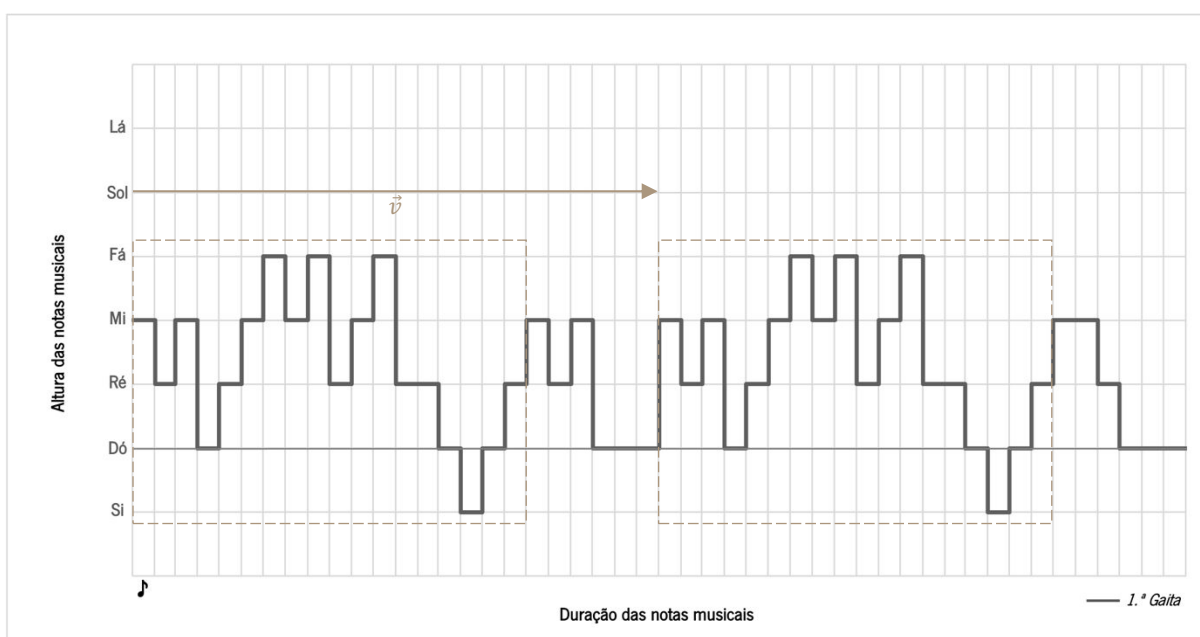 Altura das notas musicais
Lá
Sol
Fá
Mi
Ré
Dó
Si
v⃗
♪
Duração das notas musicais
1.ª Gaita